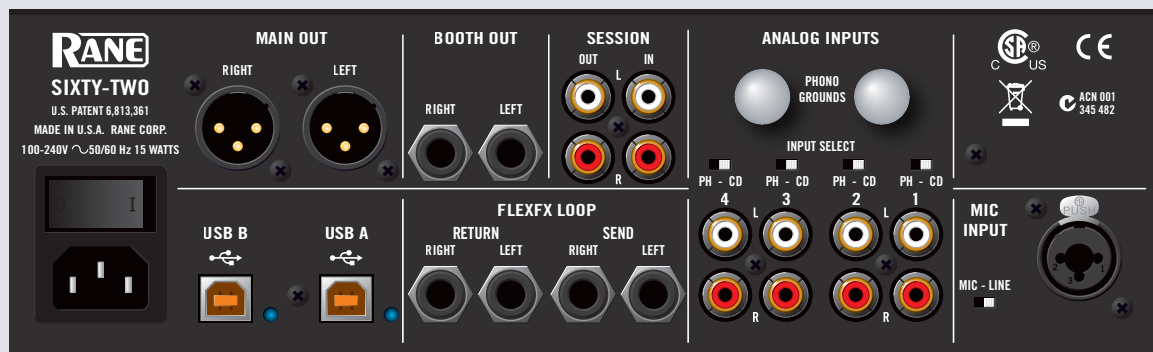 RANE
SIXTY-TWO
U.S. PATENT 6,813,361
MADE IN U.S.A. RANE CORP.
100-240V 50/60 Hz 15 WATTS
O I
MAIN OUT
RIGHT LEFT
BOOTH OUT
RIGHT LEFT
SESSION
OUT IN
L
R
ANALOG INPUTS
PHONO
GROUNDS
INPUT SELECT
PH - CD PH - CD PH - CD PH - CD
4 3 2 1
L L
R R
CSA ®
C US
CE
ACN 001
345 482
USB B USB A
FLEXFX LOOP
RETURN SEND
RIGHT LEFT RIGHT LEFT
MIC
INPUT
MIC - LINE
PUSH
2 1
3